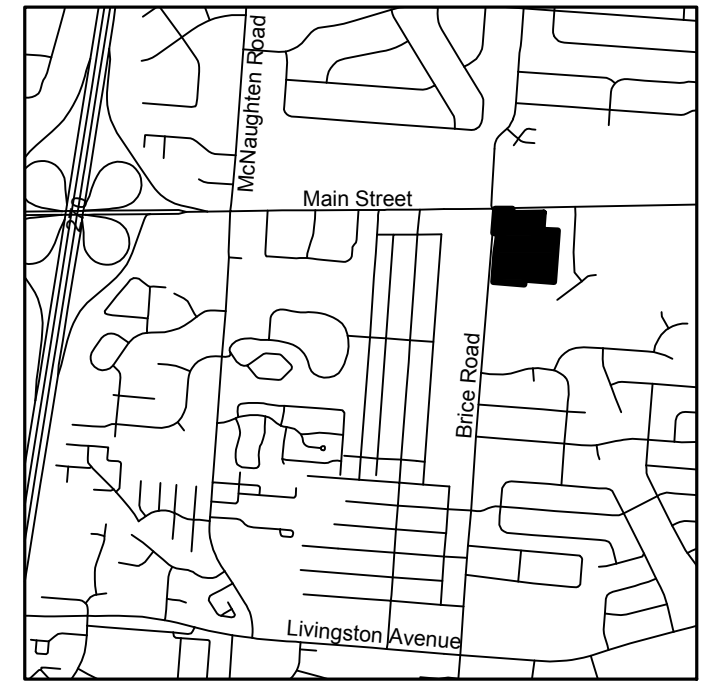 McNaughten Road
Main Street
270
Brice Road
Livingston Avenue